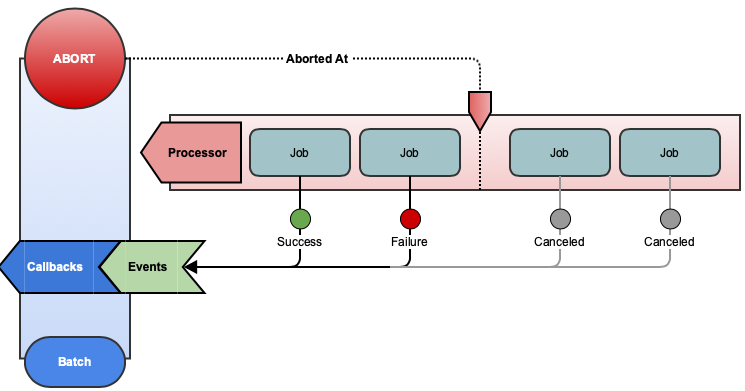 ABORT
Aborted At
Processor
Job
Job
Job
Job
Success
Failure
Canceled
Canceled
Callbacks
Events
Batch